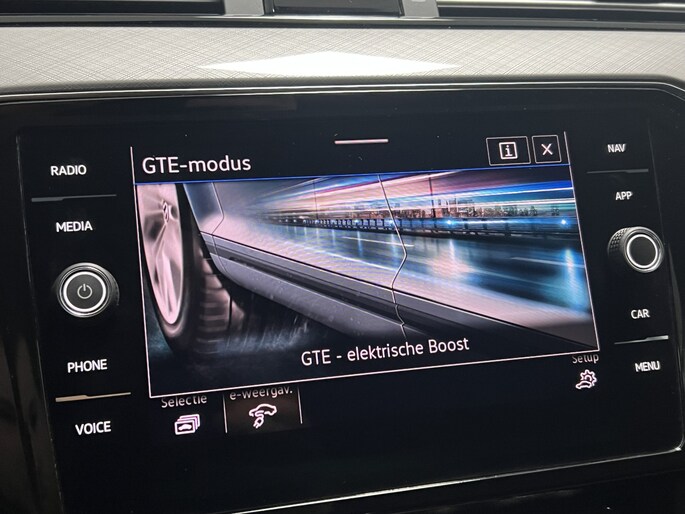 RADIO
MEDIA
PHONE
VOICE
GTE-modus
i
X
GTE - elektrische Boost
Selectie
e-weergav.
Setup
NAV
APP
CAR
MENU